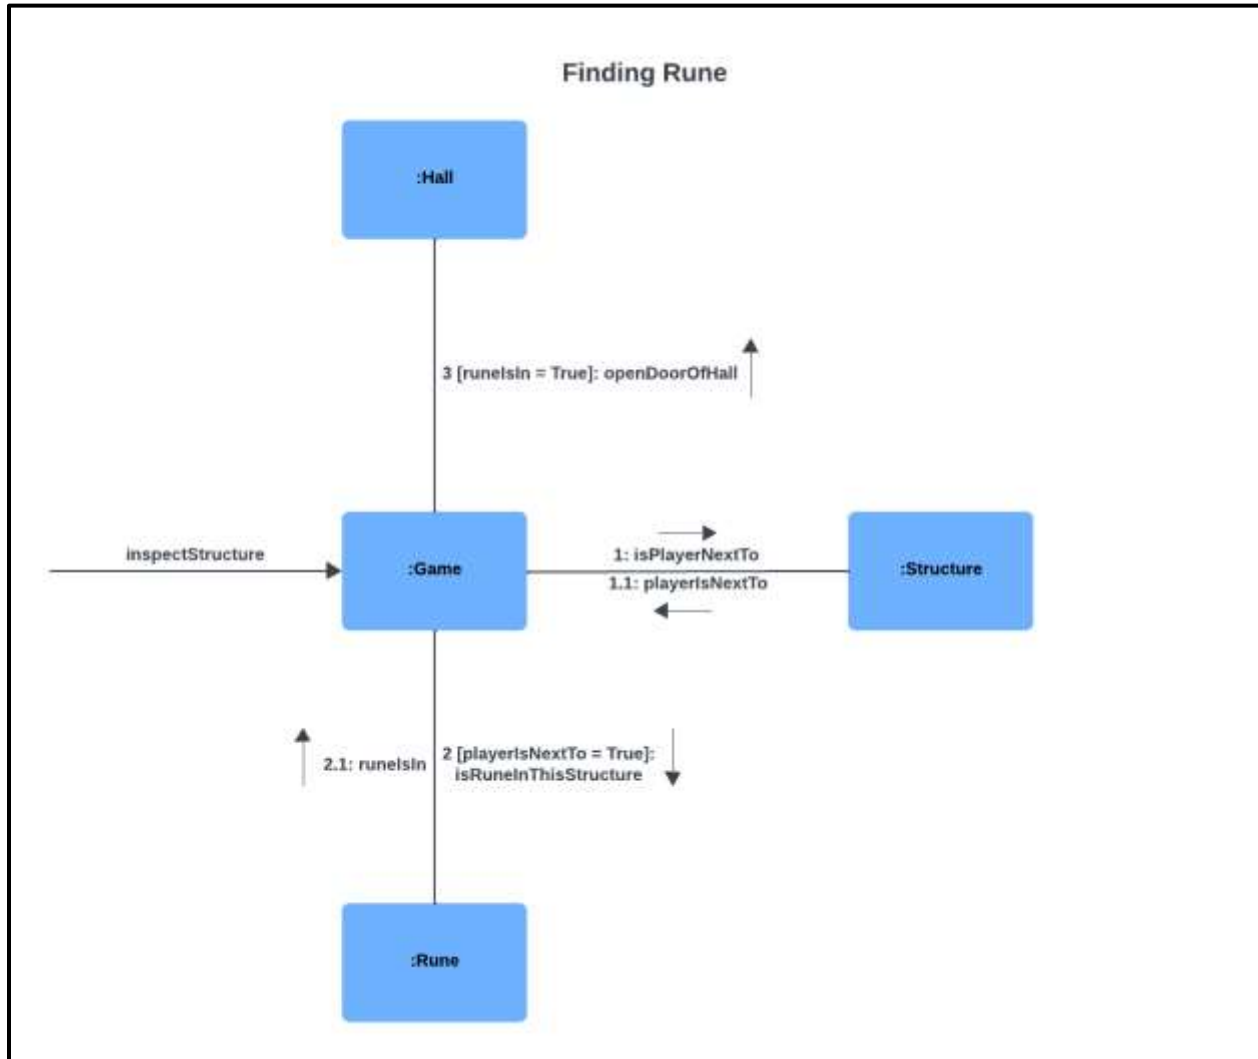 Finding Rune
:Hall
3 [runeIsIn = True]: openDoorOfHall
inspectStructure
:Game
1: isPlayerNextTo
1.1: playerIsNextTo
:Structure
2.1: runeIsIn
2 [playerIsNextTo = True]:
isRuneInThisStructure
:Rune